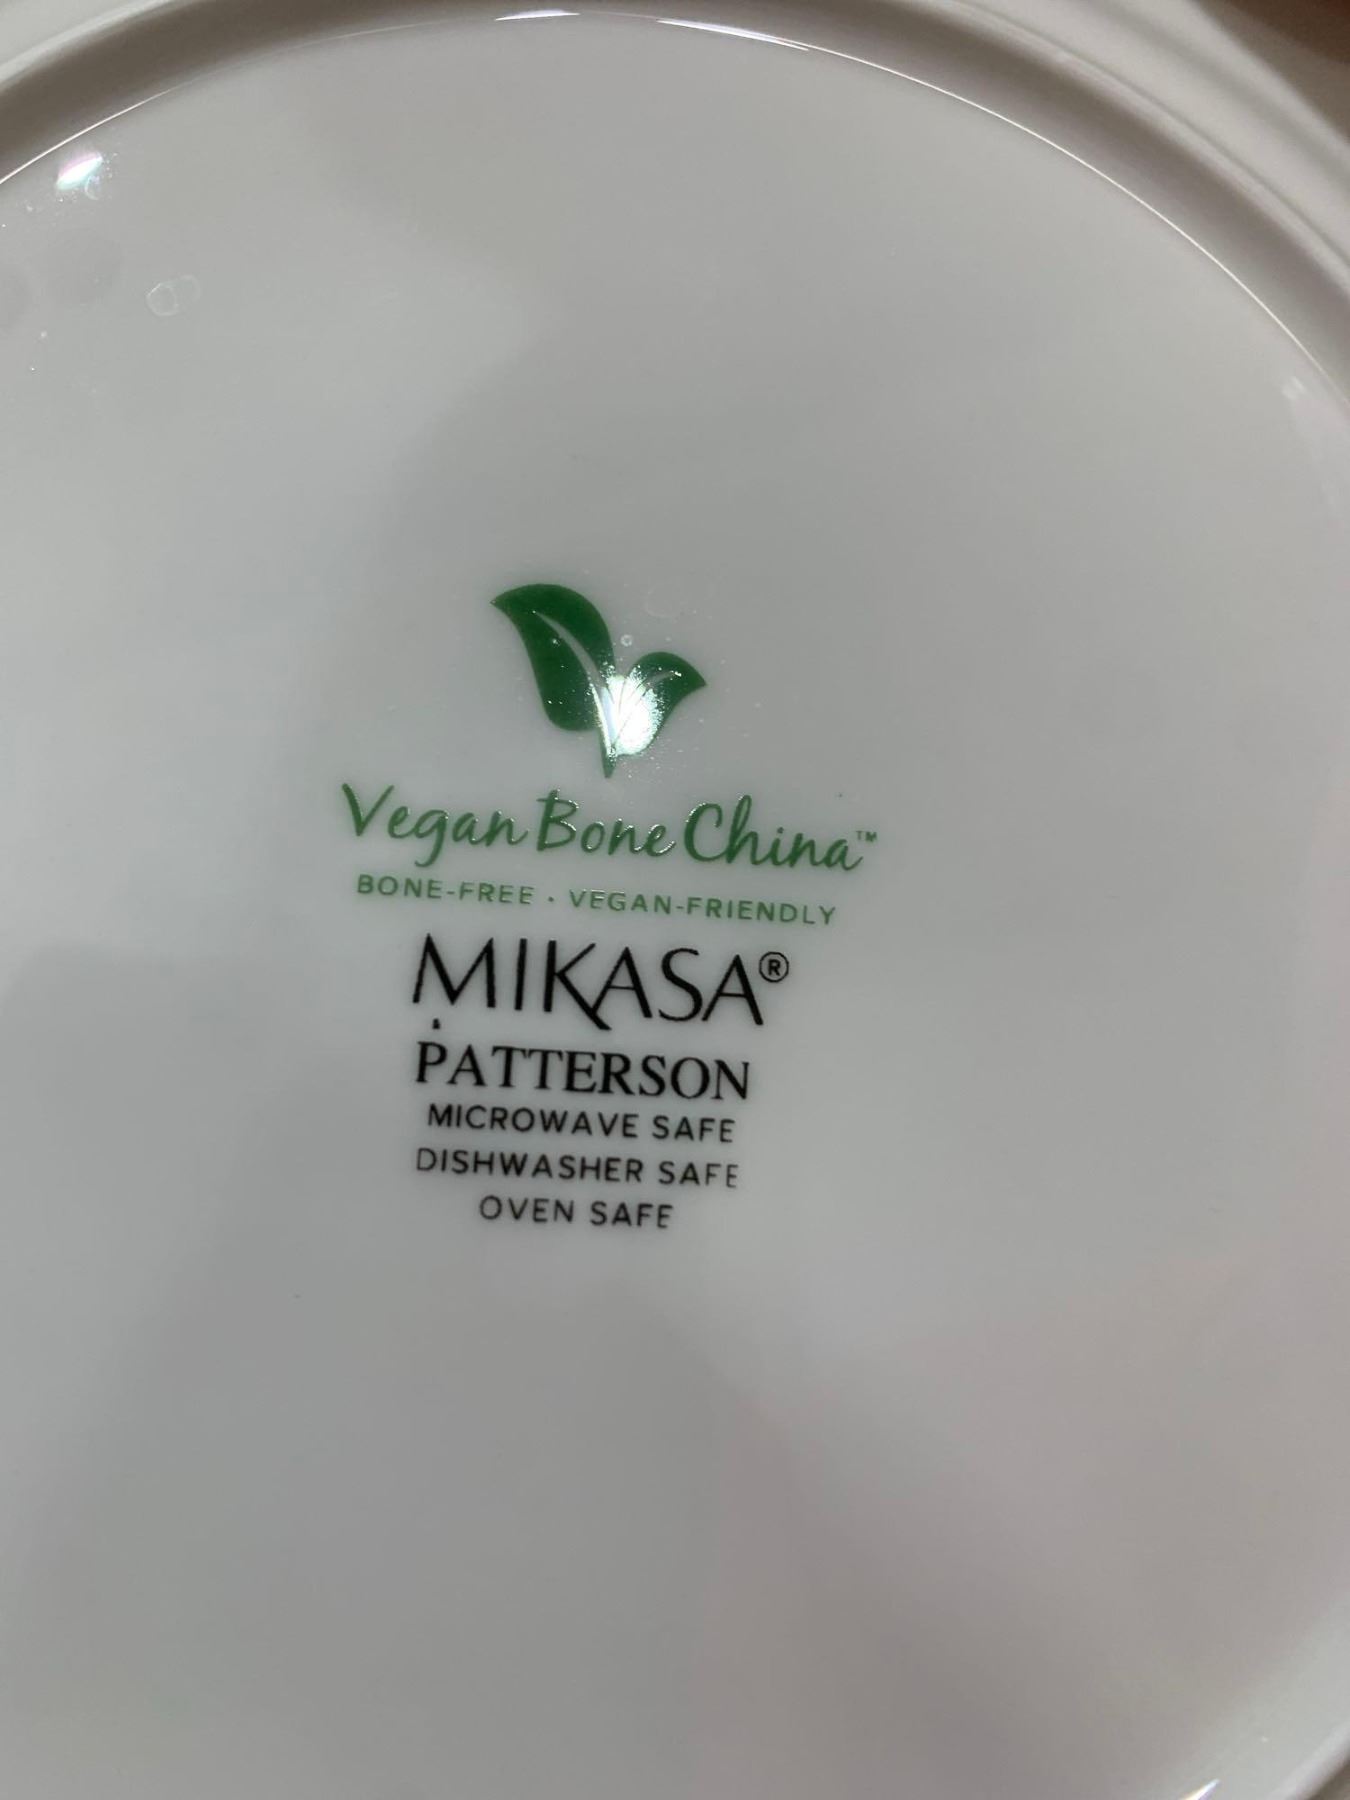 Vegan Bone China™
BONE-FREE · VEGAN-FRIENDLY
MIKASA®
PATTERSON
MICROWAVE SAFE
DISHWASHER SAFE
OVEN SAFE